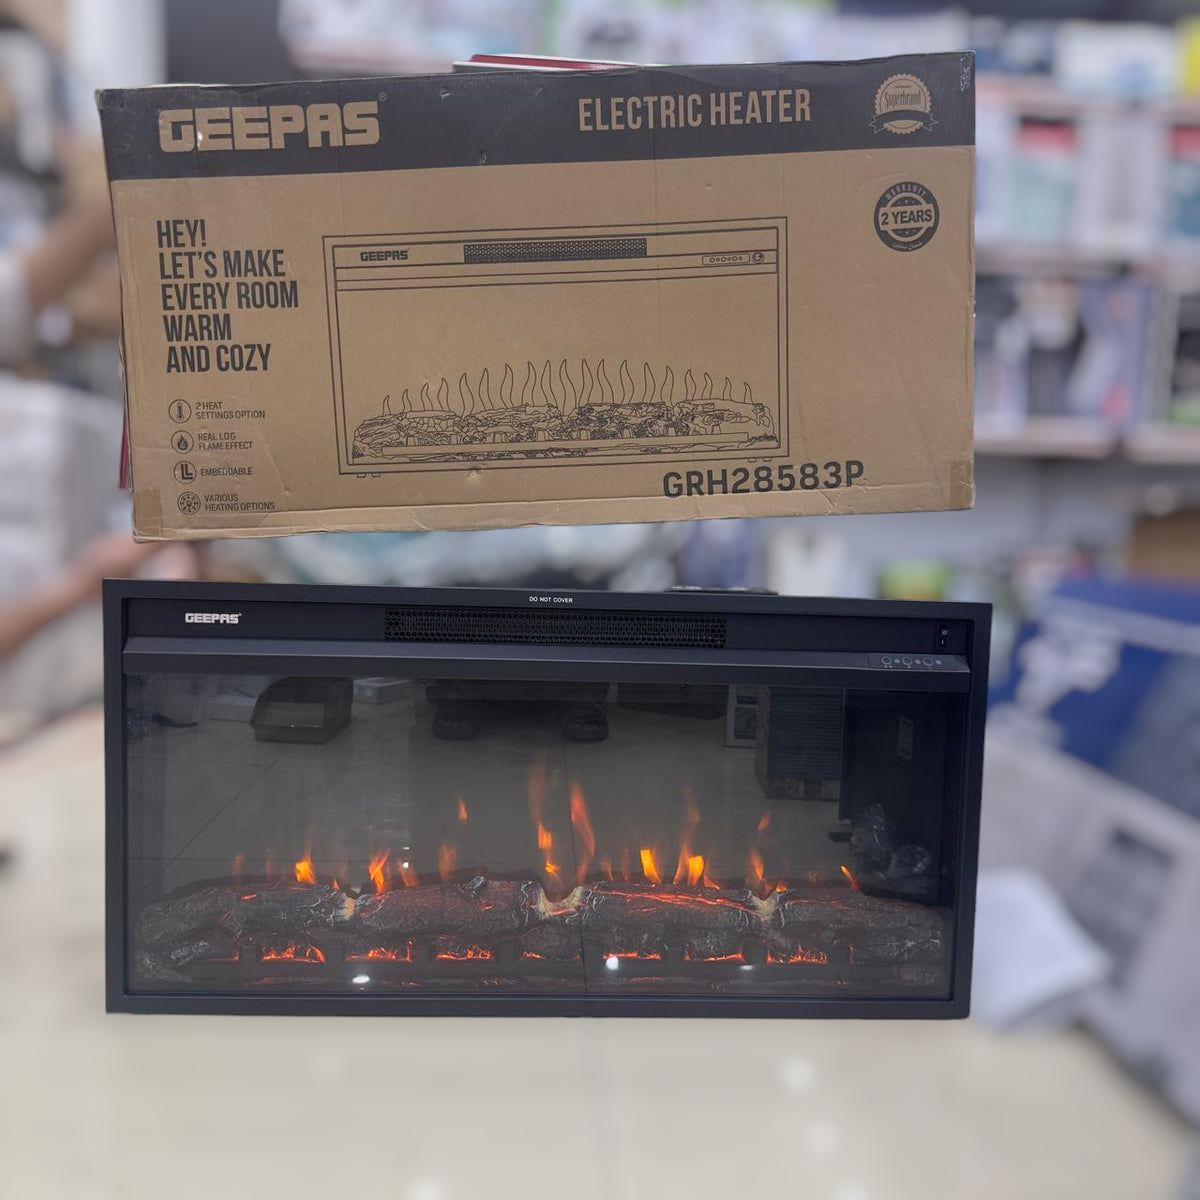 GEEPAS®
ELECTRIC HEATER
Superbrand
WARRANTY
2 YEARS
HEY!
LET'S MAKE
EVERY ROOM
WARM
AND COZY
GEEPAS
2 HEAT
SETTINGS OPTION
REAL LOG
FLAME EFFECT
EMBEDDABLE
VARIOUS
HEATING OPTIONS
GRH28583P
DO NOT COVER
GEEPAS